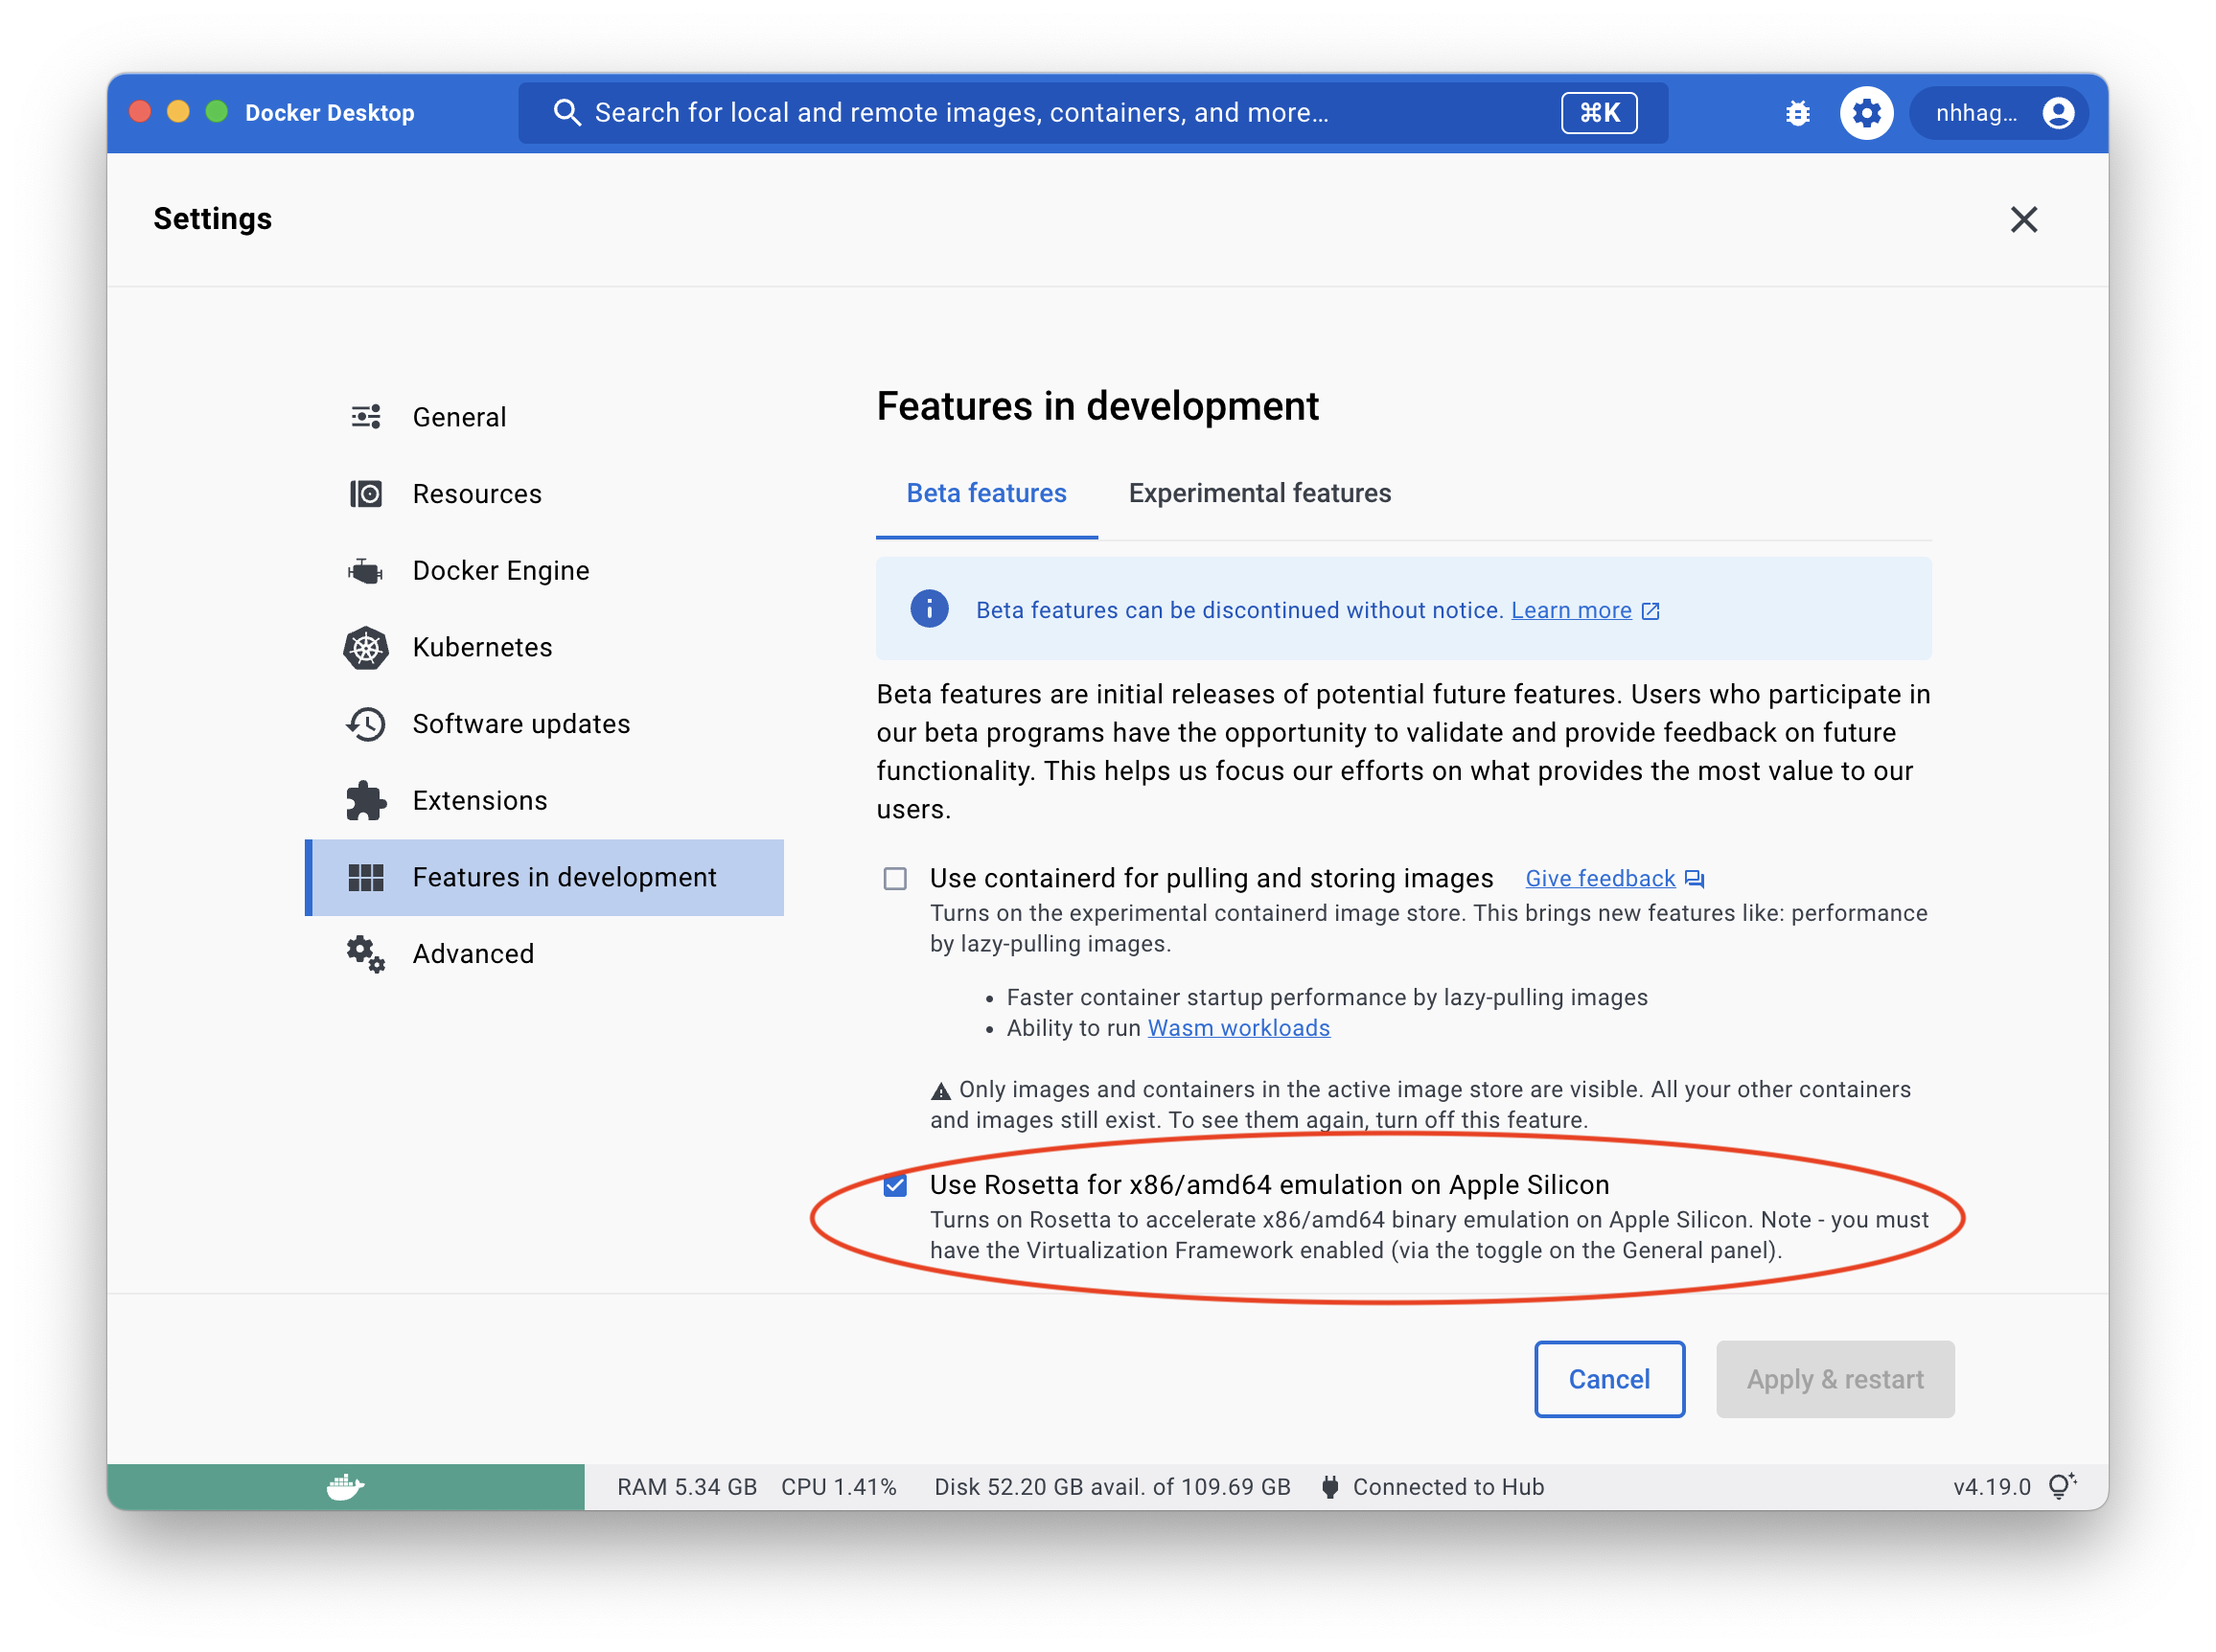 Docker Desktop
Search for local and remote images, containers, and more...
⌘K
nhhag...
Settings
General
Resources
Docker Engine
Kubernetes
Software updates
Extensions
Features in development
Advanced
Features in development
Beta features
Experimental features
Beta features can be discontinued without notice. Learn more
Beta features are initial releases of potential future features. Users who participate in
our beta programs have the opportunity to validate and provide feedback on future
functionality. This helps us focus our efforts on what provides the most value to our
users.
Use containerd for pulling and storing images Give feedback
Turns on the experimental containerd image store. This brings new features like: performance
by lazy-pulling images.
• Faster container startup performance by lazy-pulling images
• Ability to run Wasm workloads
Only images and containers in the active image store are visible. All your other containers
and images still exist. To see them again, turn off this feature.
Use Rosetta for x86/amd64 emulation on Apple Silicon
Turns on Rosetta to accelerate x86/amd64 binary emulation on Apple Silicon. Note - you must
have the Virtualization Framework enabled (via the toggle on the General panel).
Cancel
Apply & restart
RAM 5.34 GB CPU 1.41% Disk 52.20 GB avail. of 109.69 GB Connected to Hub
v4.19.0